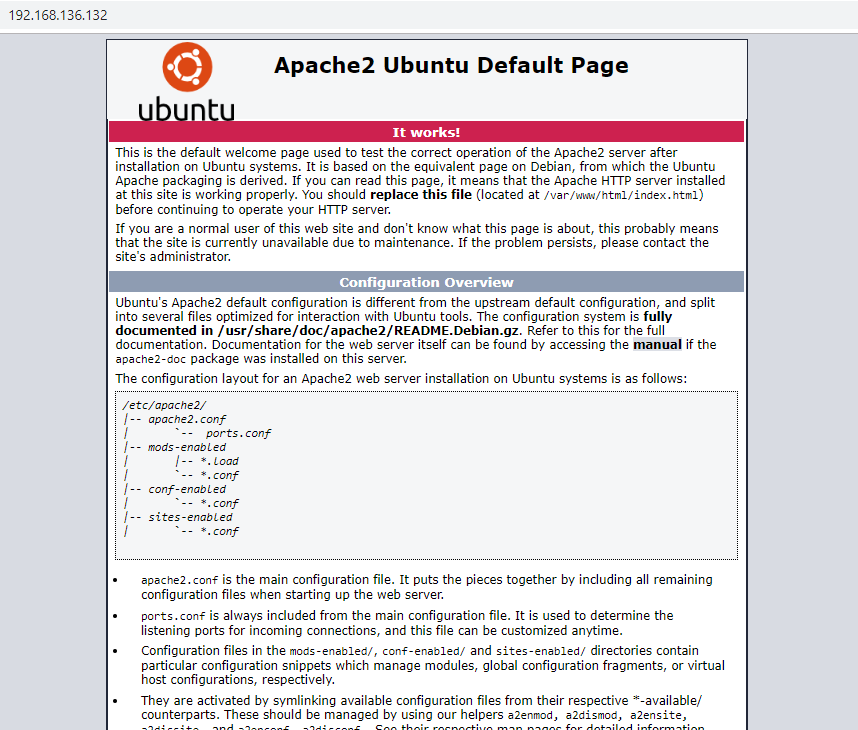 192.168.136.132
ubuntu
Apache2 Ubuntu Default Page
It works!
This is the default welcome page used to test the correct operation of the Apache2 server after
installation on Ubuntu systems. It is based on the equivalent page on Debian, from which the Ubuntu
Apache packaging is derived. If you can read this page, it means that the Apache HTTP server installed
at this site is working properly. You should replace this file (located at /var/www/html/index.html)
before continuing to operate your HTTP server.
If you are a normal user of this web site and don't know what this page is about, this probably means
that the site is currently unavailable due to maintenance. If the problem persists, please contact the
site's administrator.
Configuration Overview
Ubuntu's Apache2 default configuration is different from the upstream default configuration, and split
into several files optimized for interaction with Ubuntu tools. The configuration system is fully
documented in /usr/share/doc/apache2/README.Debian.gz. Refer to this for the full
documentation. Documentation for the web server itself can be found by accessing the manual if the
apache2-doc package was installed on this server.
The configuration layout for an Apache2 web server installation on Ubuntu systems is as follows:
/etc/apache2/
|-- apache2.conf
|       `--  ports.conf
|-- mods-enabled
|       |-- *.load
|       `-- *.conf
|-- conf-enabled
|       `-- *.conf
|-- sites-enabled
|       `-- *.conf
• apache2.conf is the main configuration file. It puts the pieces together by including all remaining
configuration files when starting up the web server.
• ports.conf is always included from the main configuration file. It is used to determine the
listening ports for incoming connections, and this file can be customized anytime.
• Configuration files in the mods-enabled/, conf-enabled/ and sites-enabled/ directories contain
particular configuration snippets which manage modules, global configuration fragments, or virtual
host configurations, respectively.
• They are activated by symlinking available configuration files from their respective *-available/
counterparts. These should be managed by using our helpers a2enmod, a2dismod, a2ensite,
a2dissite, and a2enconf, a2disconf . See their respective man pages for detailed information.